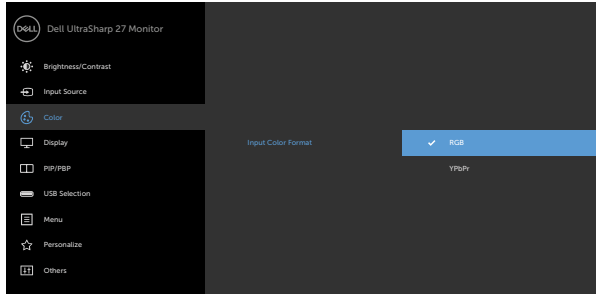 DELL
Dell UltraSharp 27 Monitor
Brightness/Contrast
Input Source
Color
Display
Input Color Format
RGB
YPbPr
PIP/PBP
USB Selection
Menu
Personalize
Others